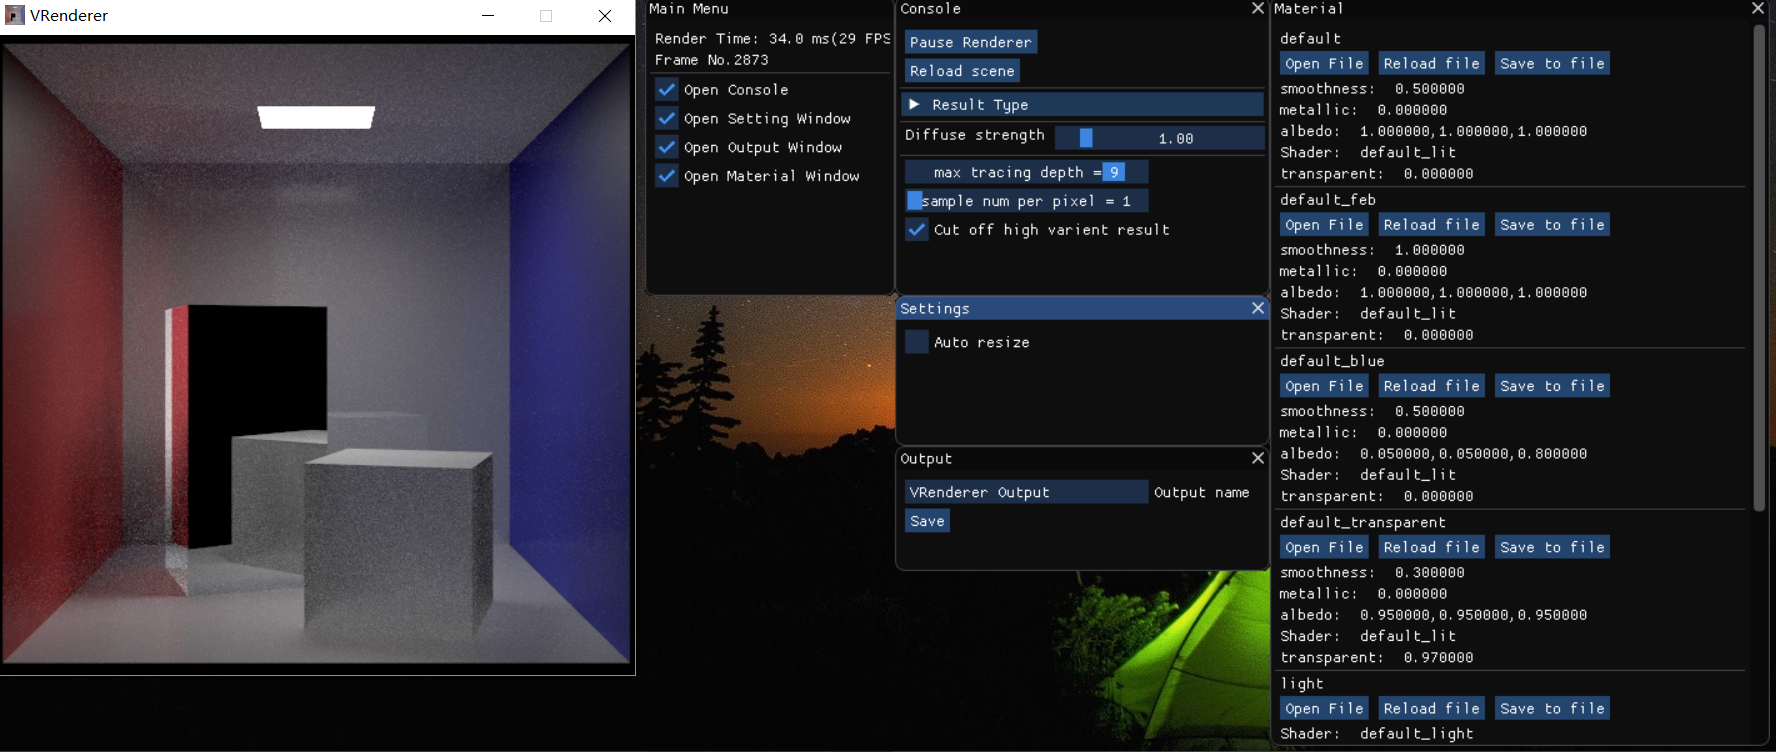 VRenderer
Main Menu
Render Time: 34.0 ms(29 FPS
Frame No.2873
Open Console
Open Setting Window
Open Output Window
Open Material Window
Console
Pause Renderer
Reload scene
Result Type
Diffuse strength 1.00
max tracing depth = 9
sample num per pixel = 1
Cut off high varient result
Settings
Auto resize
Output
VRenderer Output Output name
Save
Material
default
Open File Reload file Save to file
smoothness: 0.500000
metallic: 0.000000
albedo: 1.000000,1.000000,1.000000
Shader: default_lit
transparent: 0.000000
default_feb
Open File Reload file Save to file
smoothness: 1.000000
metallic: 0.000000
albedo: 1.000000,1.000000,1.000000
Shader: default_lit
transparent: 0.000000
default_blue
Open File Reload file Save to file
smoothness: 0.500000
metallic: 0.000000
albedo: 0.050000,0.050000,0.800000
Shader: default_lit
transparent: 0.000000
default_transparent
Open File Reload file Save to file
smoothness: 0.300000
metallic: 0.000000
albedo: 0.950000,0.950000,0.950000
Shader: default_lit
transparent: 0.970000
light
Open File Reload file Save to file
Shader: default_light